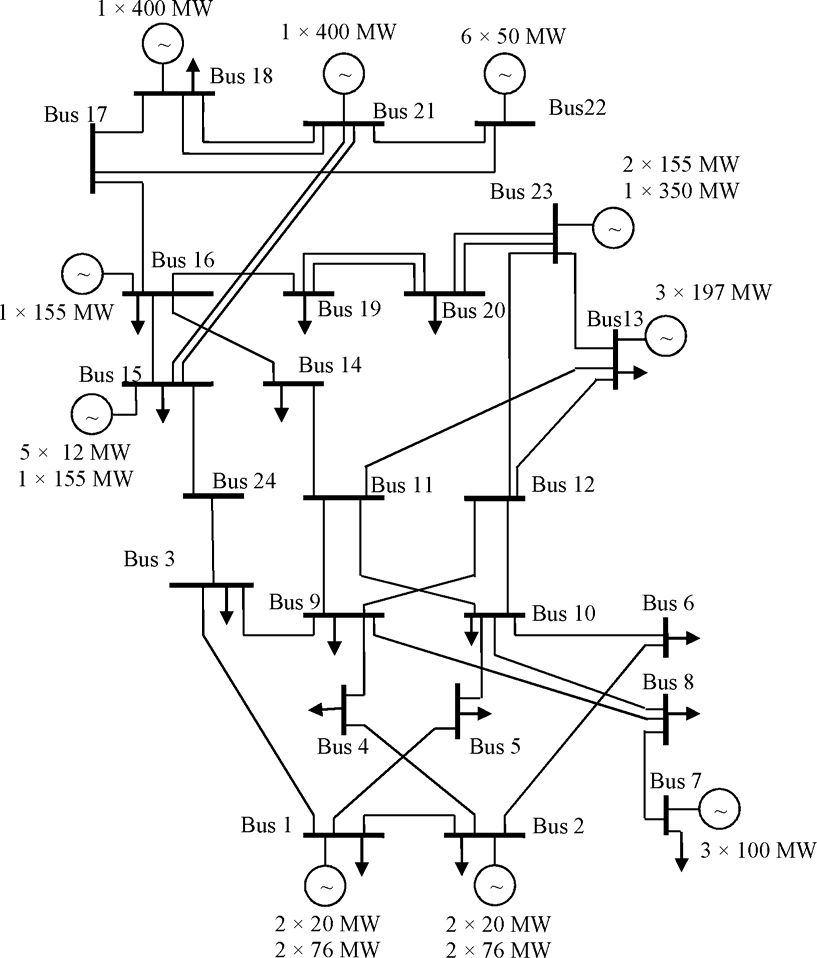 1 × 400 MW
1 × 400 MW
6 × 50 MW
Bus 18
Bus 17
Bus 21
Bus22
2 × 155 MW
1 × 350 MW
Bus 23
~
~
~
~
Bus 16
~
1 × 155 MW
Bus 19
Bus 20
3 × 197 MW
Bus13
~
Bus 15
Bus 14
~
5 × 12 MW
1 × 155 MW
Bus 24
Bus 11
Bus 12
Bus 3
Bus 9
Bus 10
Bus 6
Bus 8
Bus 4
Bus 5
Bus 7
~
3 × 100 MW
Bus 1
Bus 2
~
~
2 × 20 MW
2 × 76 MW
2 × 20 MW
2 × 76 MW